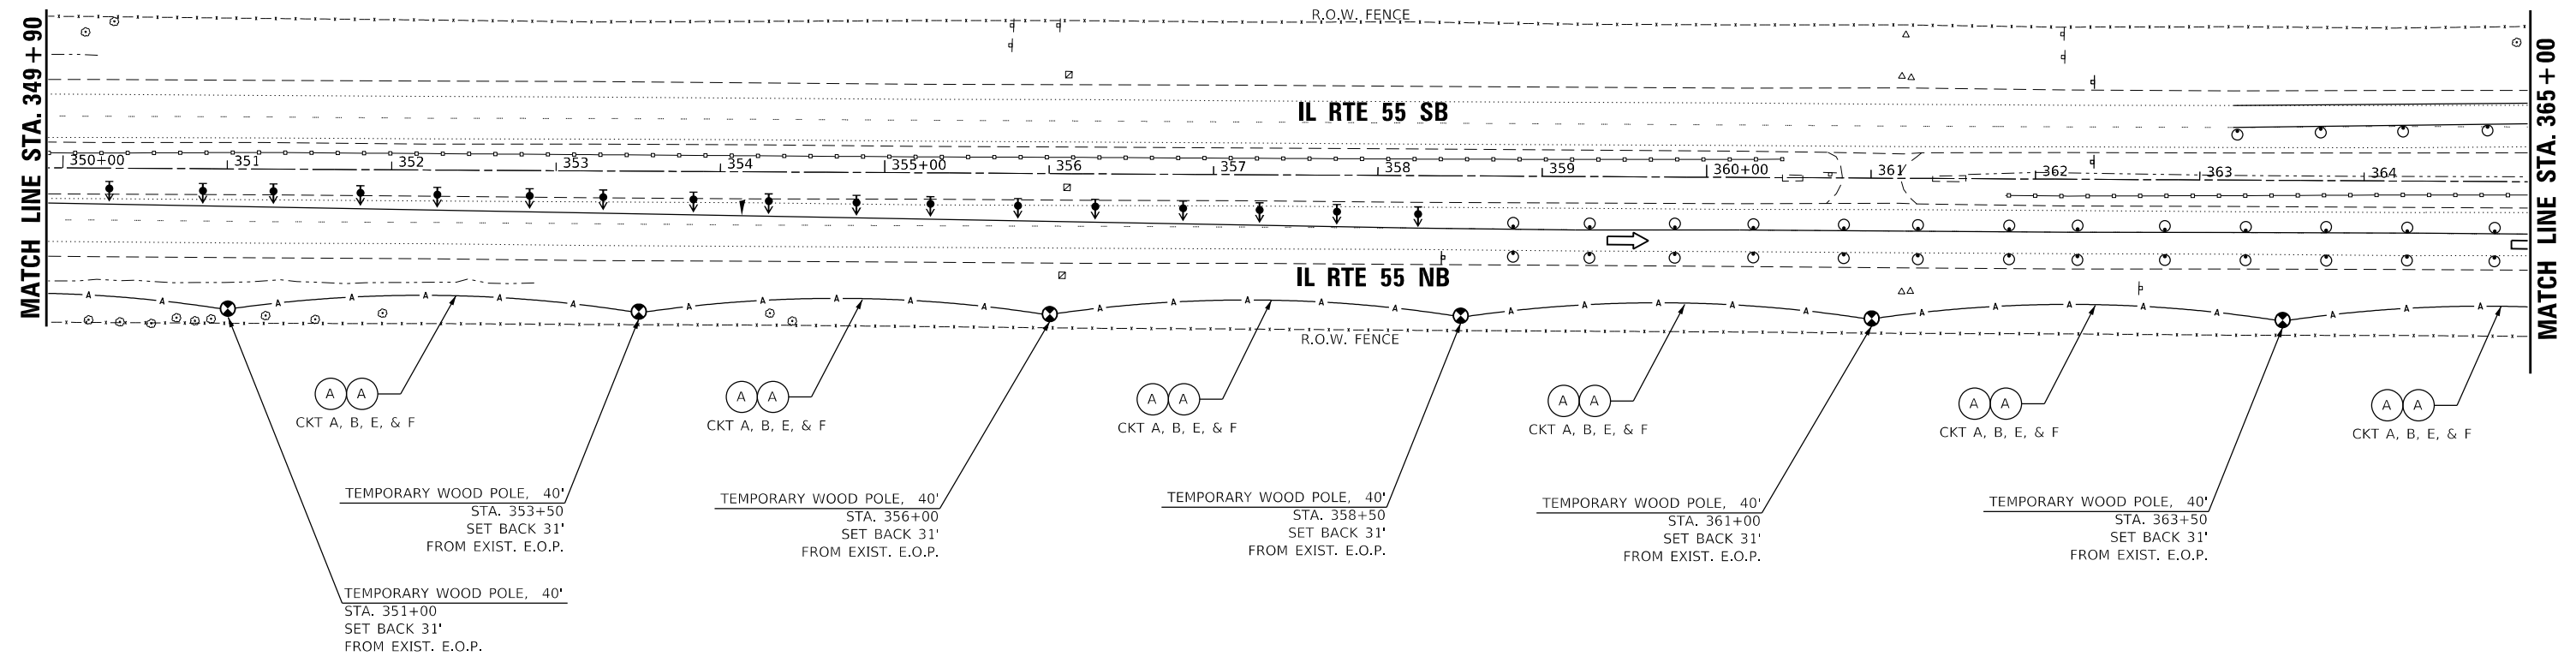 R.O.W. FENCE
MATCH LINE STA. 349+90
MATCH LINE STA. 365+00
IL RTE 55 SB
350+00 351 352 353 354 355+00 356 357 358 359 360+00 361 362 363 364
IL RTE 55 NB
A A A A A A A A A A A A A A A A A A A A A A A A A A A A A A A A A
R.O.W. FENCE
A A
CKT A, B, E, & F
A A
CKT A, B, E, & F
A A
CKT A, B, E, & F
A A
CKT A, B, E, & F
A A
CKT A, B, E, & F
A A
CKT A, B, E, & F
TEMPORARY WOOD POLE, 40'
STA. 353+50
SET BACK 31'
FROM EXIST. E.O.P.
TEMPORARY WOOD POLE, 40'
STA. 356+00
SET BACK 31'
FROM EXIST. E.O.P.
TEMPORARY WOOD POLE, 40'
STA. 358+50
SET BACK 31'
FROM EXIST. E.O.P.
TEMPORARY WOOD POLE, 40'
STA. 361+00
SET BACK 31'
FROM EXIST. E.O.P.
TEMPORARY WOOD POLE, 40'
STA. 363+50
SET BACK 31'
FROM EXIST. E.O.P.
TEMPORARY WOOD POLE, 40'
STA. 351+00
SET BACK 31'
FROM EXIST. E.O.P.